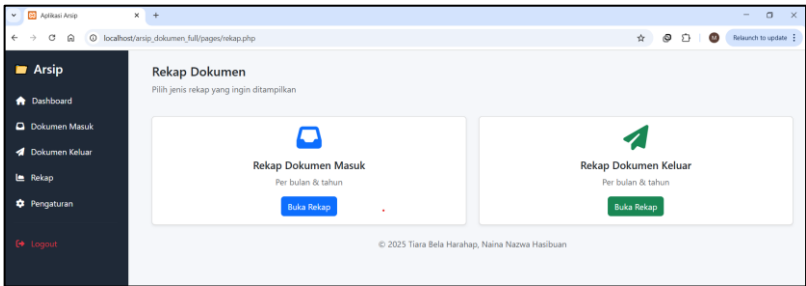 Aplikasi Arsip
localhost/arsip_dokumen_full/pages/rekap.php
M
Relaunch to update
Arsip
Dashboard
Dokumen Masuk
Dokumen Keluar
Rekap
Pengaturan
Logout
Rekap Dokumen
Pilih jenis rekap yang ingin ditampilkan
Rekap Dokumen Masuk
Per bulan & tahun
Buka Rekap
Rekap Dokumen Keluar
Per bulan & tahun
Buka Rekap
© 2025 Tiara Bela Harahap, Naina Nazwa Hasibuan